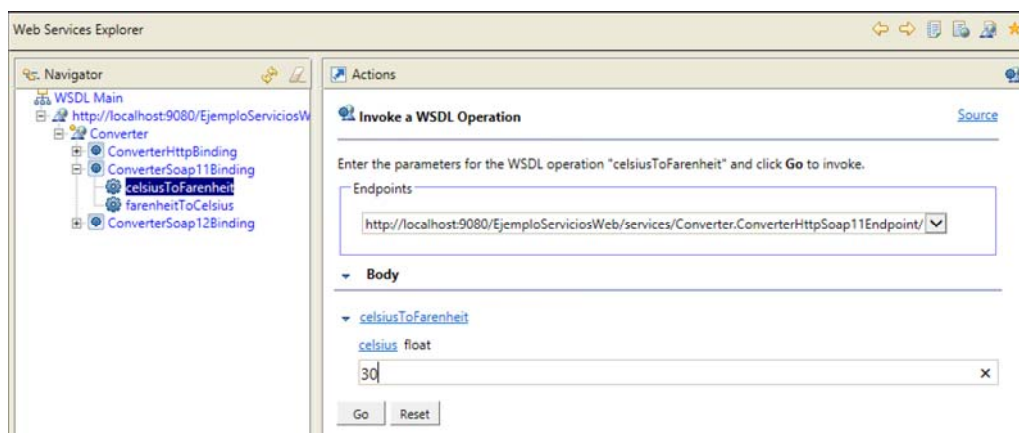 Web Services Explorer
Navigator
WSDL Main
http://localhost:9080/EjemploServiciosW
Converter
ConverterHttpBinding
ConverterSoap11Binding
celsiusToFarenheit
farenheitToCelsius
ConverterSoap12Binding
Actions
Invoke a WSDL Operation
Source
Enter the parameters for the WSDL operation "celsiusToFarenheit" and click Go to invoke.
Endpoints
http://localhost:9080/EjemploServiciosWeb/services/Converter.ConverterHttpSoap11Endpoint/
Body
celsiusToFarenheit
celsius float
30
Go Reset